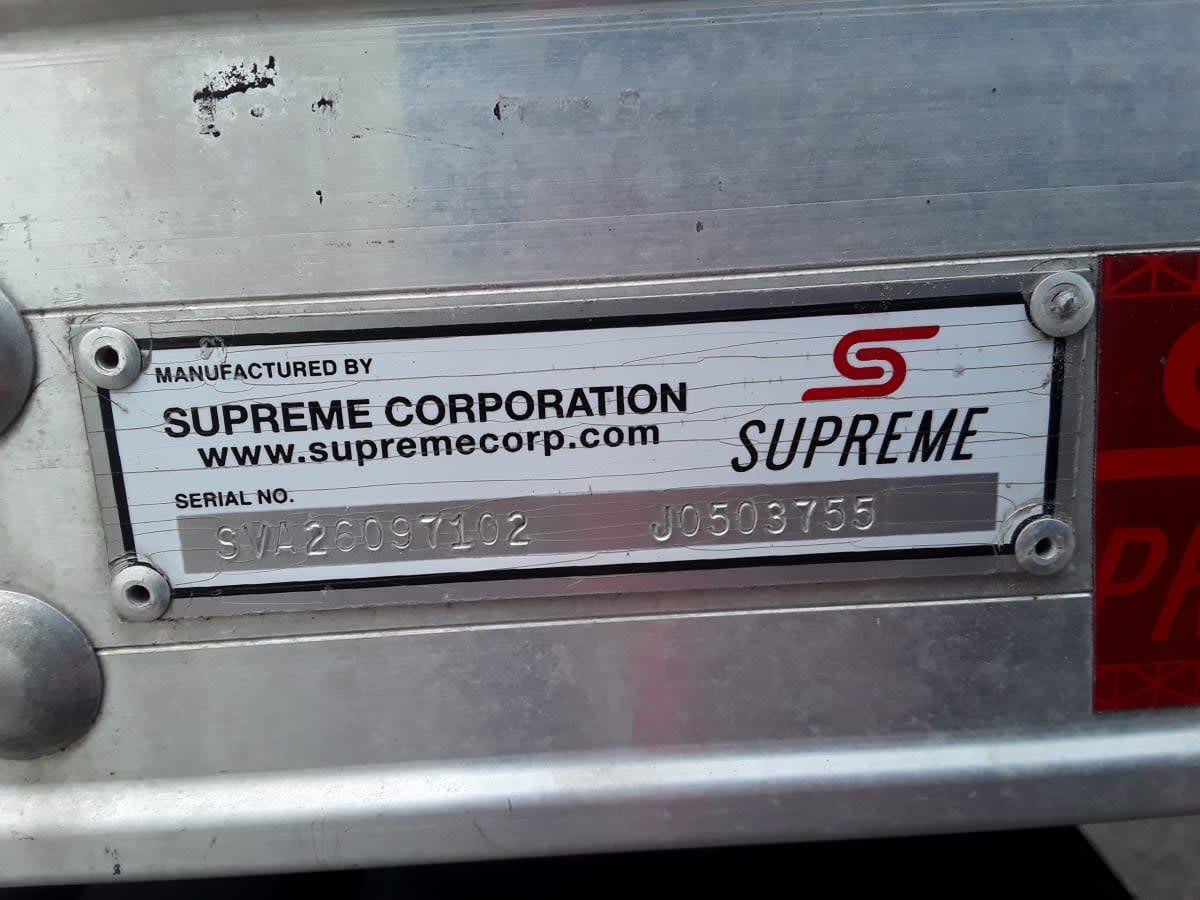 MANUFACTURED BY
SUPREME CORPORATION
www.supremecorp.com
SUPREME
SERIAL NO.
SVA26097102 J0503755